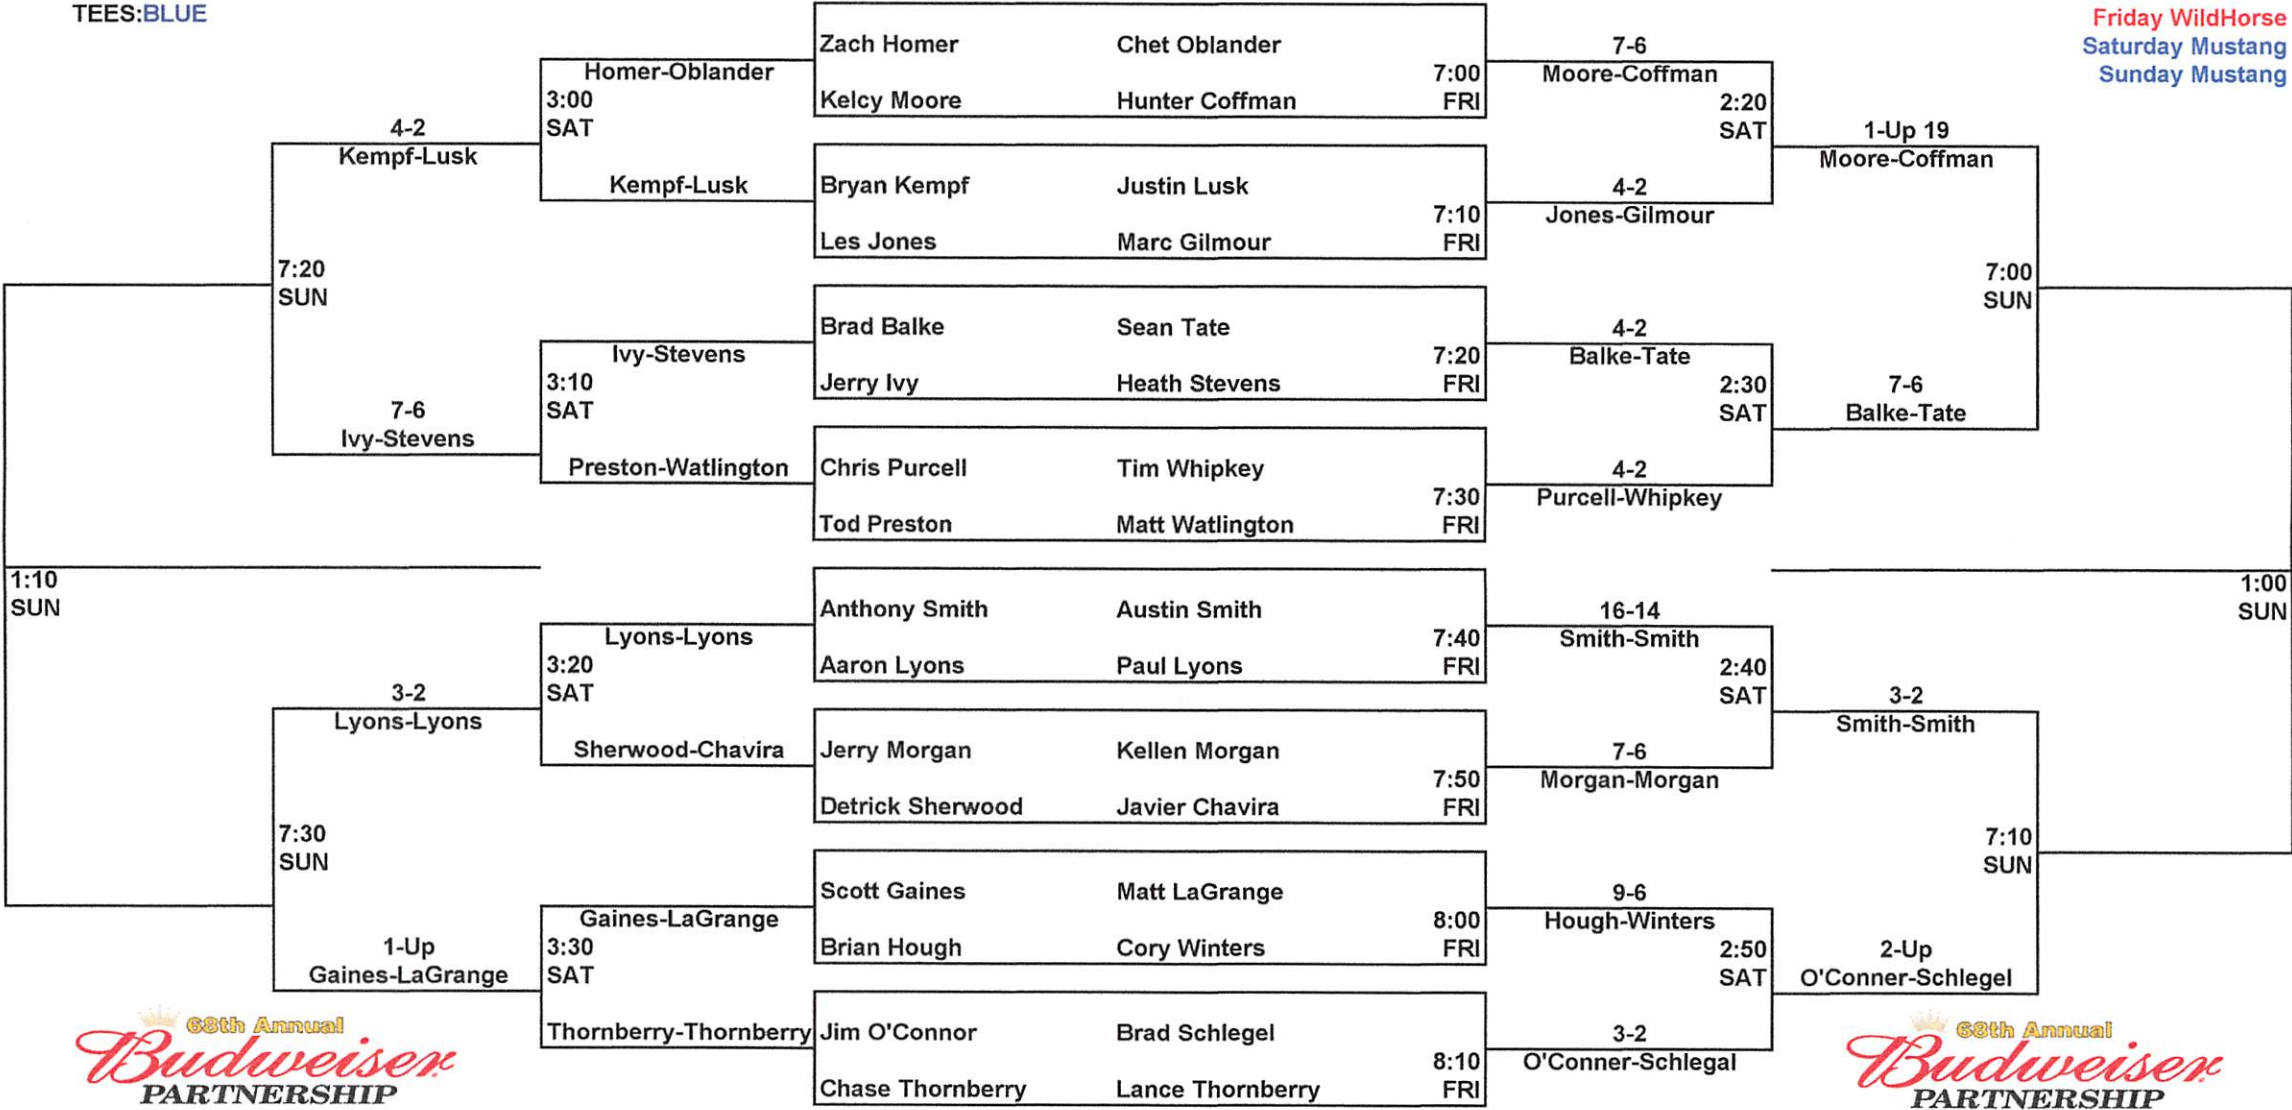 TEES:BLUE
Friday WildHorse
Saturday Mustang
Sunday Mustang
Zach Homer Chet Oblander
7:00
Kelcy Moore Hunter Coffman FRI
Bryan Kempf Justin Lusk
7:10
Les Jones Marc Gilmour FRI
Brad Balke Sean Tate
7:20
Jerry Ivy Heath Stevens FRI
Chris Purcell Tim Whipkey
7:30
Tod Preston Matt Watlington FRI
Anthony Smith Austin Smith
7:40
Aaron Lyons Paul Lyons FRI
Jerry Morgan Kellen Morgan
7:50
Detrick Sherwood Javier Chavira FRI
Scott Gaines Matt LaGrange
8:00
Brian Hough Cory Winters FRI
Jim O'Connor Brad Schlegel
8:10
Chase Thornberry Lance Thornberry FRI
Homer-Oblander
3:00
SAT
Kempf-Lusk
Ivy-Stevens
3:10
SAT
Preston-Watlington
Lyons-Lyons
3:20
SAT
Sherwood-Chavira
Gaines-LaGrange
3:30
SAT
Thornberry-Thornberry
4-2
Kempf-Lusk
7:20
SUN
7-6
Ivy-Stevens
3-2
Lyons-Lyons
7:30
SUN
1-Up
Gaines-LaGrange
1:10
SUN
7-6
Moore-Coffman
2:20
SAT
4-2
Jones-Gilmour
4-2
Balke-Tate
2:30
SAT
4-2
Purcell-Whipkey
16-14
Smith-Smith
2:40
SAT
7-6
Morgan-Morgan
9-6
Hough-Winters
2:50
SAT
3-2
O'Conner-Schlegal
1-Up 19
Moore-Coffman
7:00
SUN
7-6
Balke-Tate
3-2
Smith-Smith
7:10
SUN
2-Up
O'Conner-Schlegel
1:00
SUN
68th Annual
Budweiser
PARTNERSHIP
68th Annual
Budweiser
PARTNERSHIP